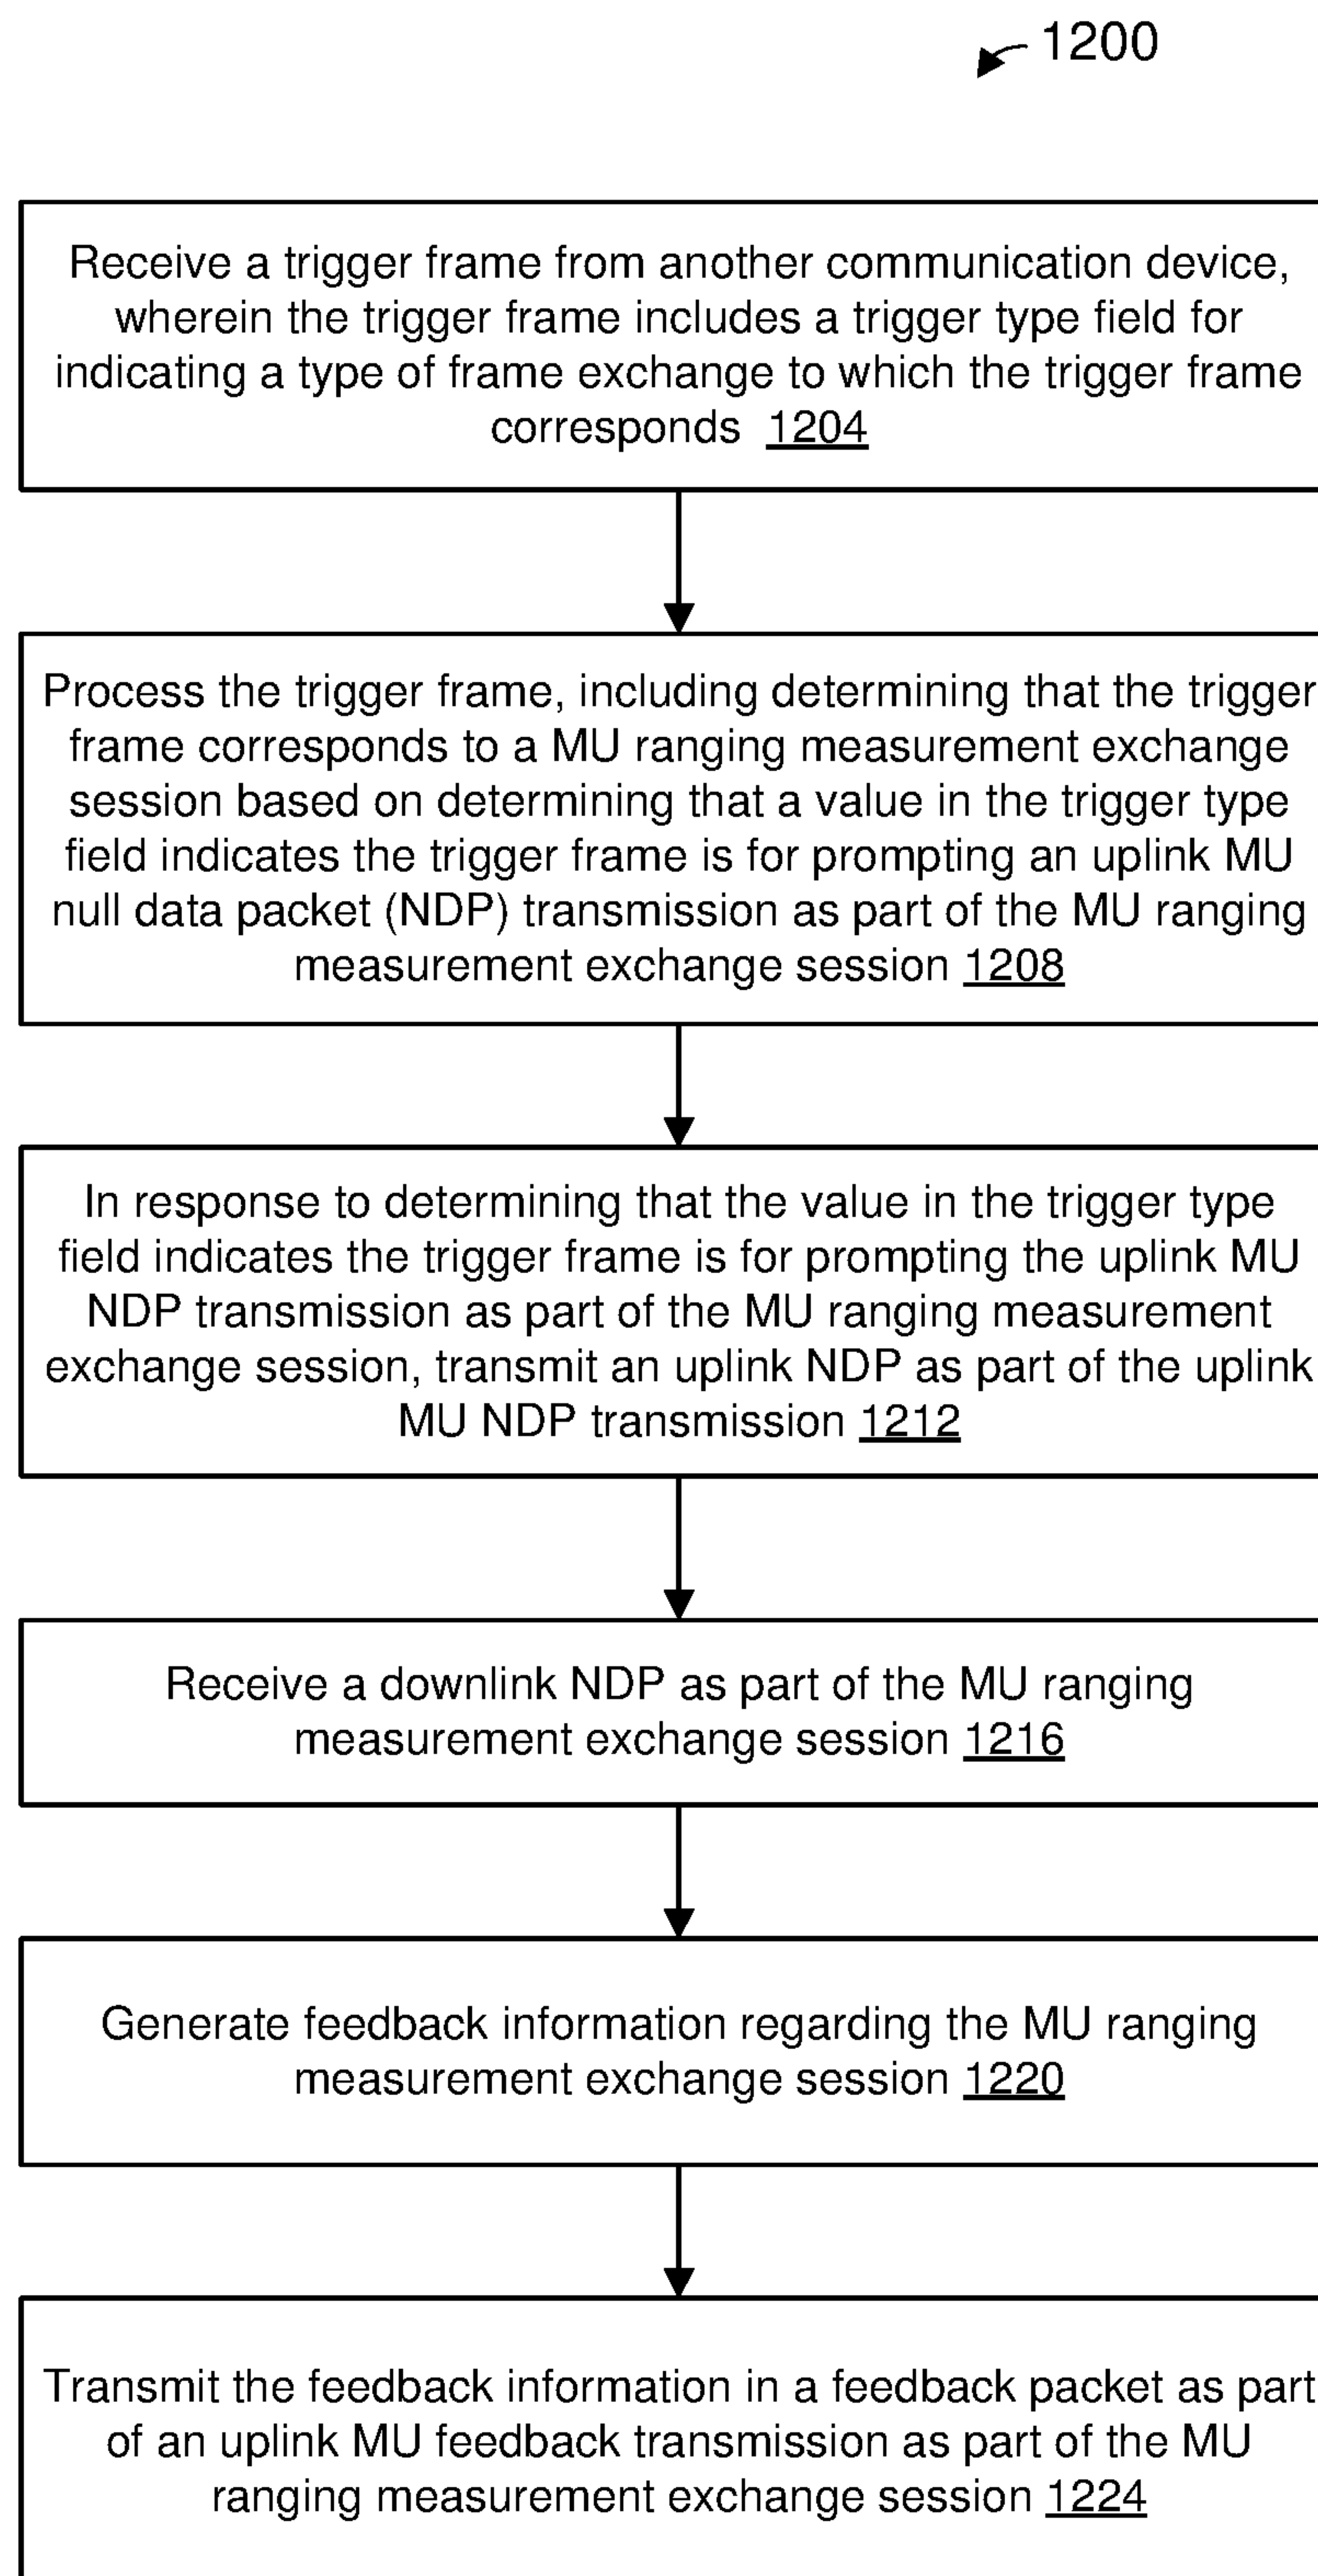 1200
Receive a trigger frame from another communication device,
wherein the trigger frame includes a trigger type field for
indicating a type of frame exchange to which the trigger frame
corresponds 1204
Process the trigger frame, including determining that the trigger
frame corresponds to a MU ranging measurement exchange
session based on determining that a value in the trigger type
field indicates the trigger frame is for prompting an uplink MU
null data packet (NDP) transmission as part of the MU ranging
measurement exchange session 1208
In response to determining that the value in the trigger type
field indicates the trigger frame is for prompting the uplink MU
NDP transmission as part of the MU ranging measurement
exchange session, transmit an uplink NDP as part of the uplink
MU NDP transmission 1212
Receive a downlink NDP as part of the MU ranging
measurement exchange session 1216
Generate feedback information regarding the MU ranging
measurement exchange session 1220
Transmit the feedback information in a feedback packet as part
of an uplink MU feedback transmission as part of the MU
ranging measurement exchange session 1224